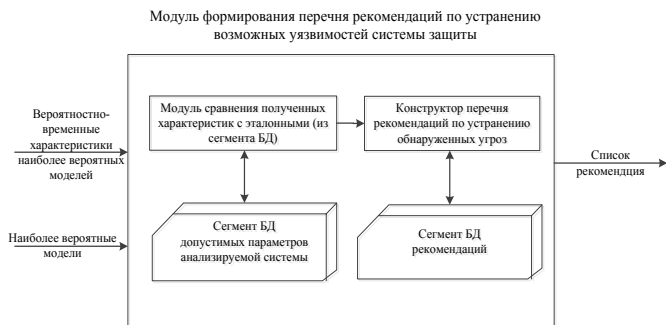 Модуль формирования перечня рекомендаций по устранению
возможных уязвимостей системы защиты
Вероятностно-
временные
характеристики
наиболее вероятных
моделей
Наиболее вероятные
модели
Модуль сравнения полученных
характеристик с эталонными (из
сегмента БД)
Конструктор перечня
рекомендаций по устранению
обнаруженных угроз
Сегмент БД
допустимых параметров
анализируемой системы
Сегмент БД
рекомендаций
Список
рекомендция